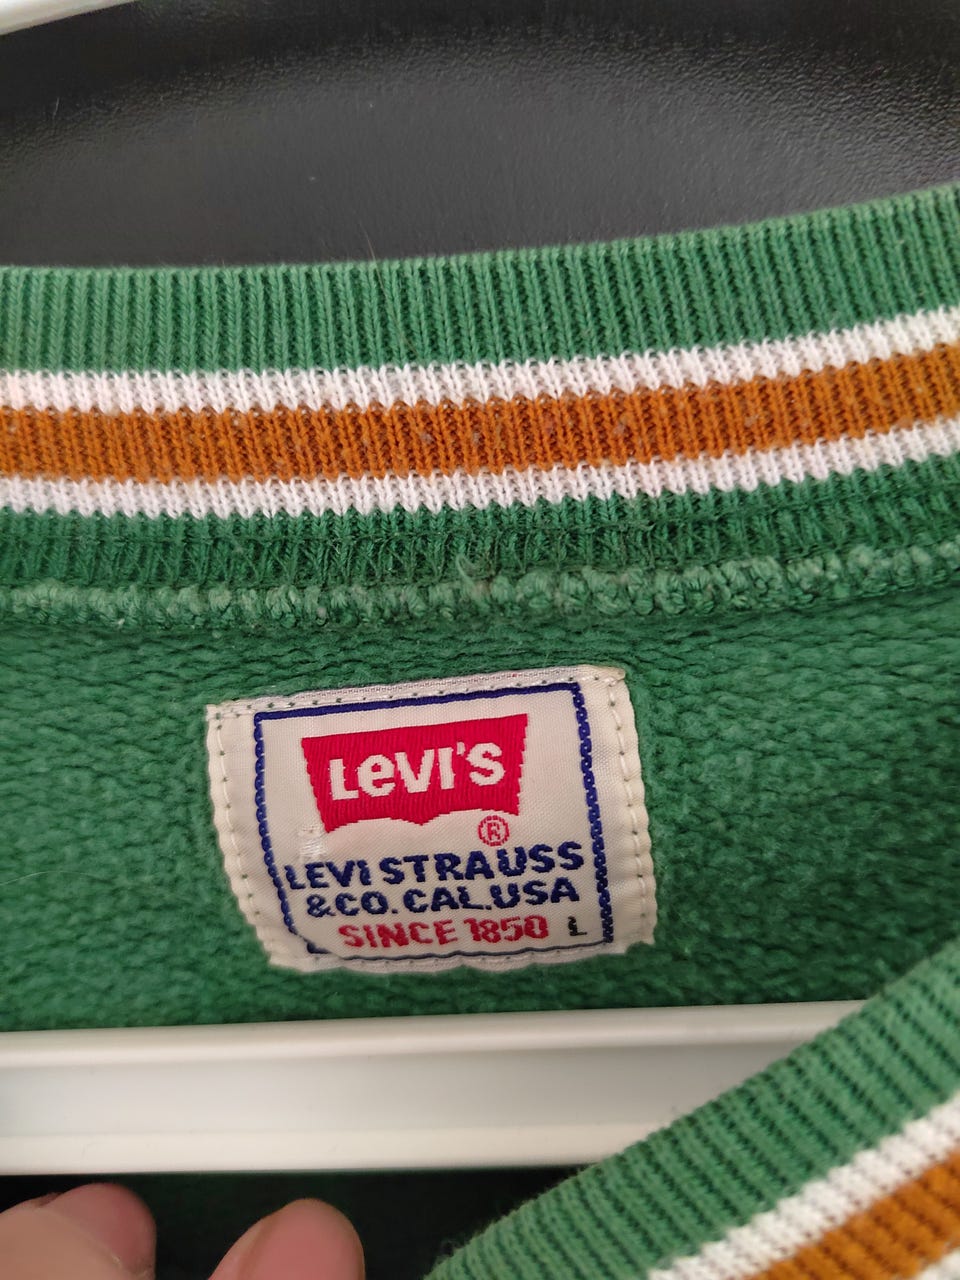 LEVI'S
®
LEVI STRAUSS
& CO. CAL. USA
SINCE 1850 L